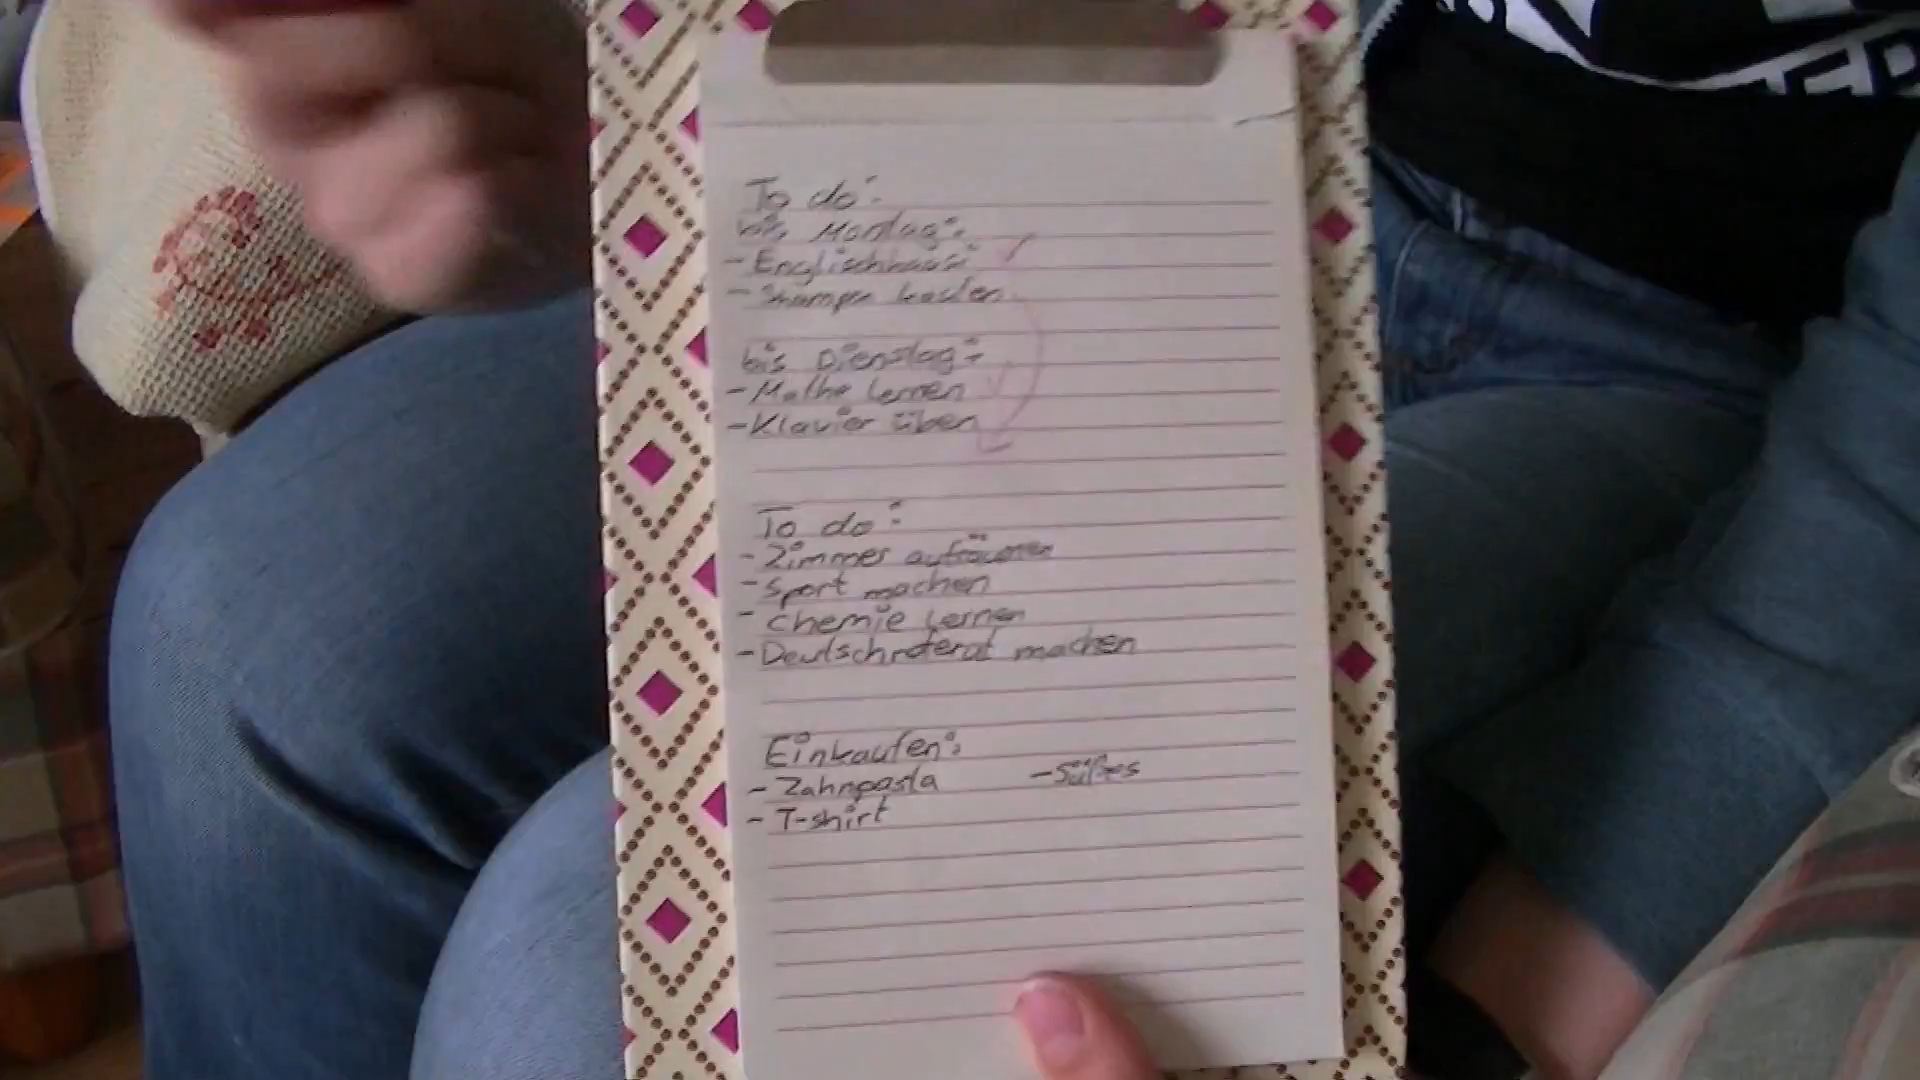 To do:
bis Montag:
- Englischhausi
- kaufen
bis Dienstag:
- Mathe lernen
- Klavier üben
To do:
- Zimmer aufräumen
- Sport machen
- Chemie lernen
- Deutschreferat machen
Einkaufen:
- Zahnpasta - Süßes
- T-shirt